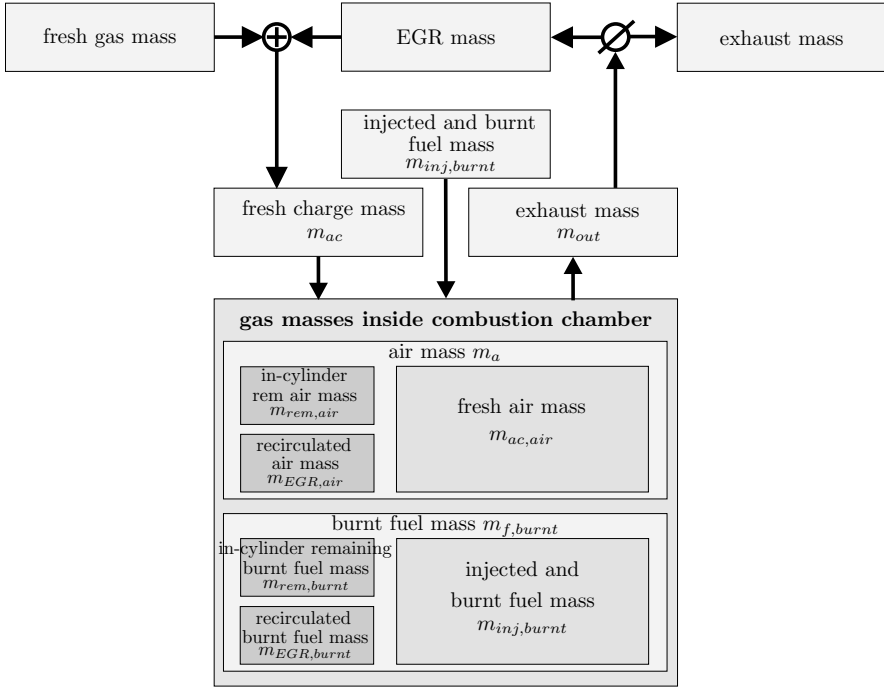 fresh gas mass
EGR mass
exhaust mass
injected and burnt
fuel mass
m_{inj,burnt}
fresh charge mass
m_{ac}
exhaust mass
m_{out}
gas masses inside combustion chamber
air mass m_a
in-cylinder
rem air mass
m_{rem,air}
recirculated
air mass
m_{EGR,air}
fresh air mass
m_{ac,air}
burnt fuel mass m_{f,burnt}
in-cylinder remaining
burnt fuel mass
m_{rem,burnt}
recirculated
burnt fuel mass
m_{EGR,burnt}
injected and
burnt fuel mass
m_{inj,burnt}